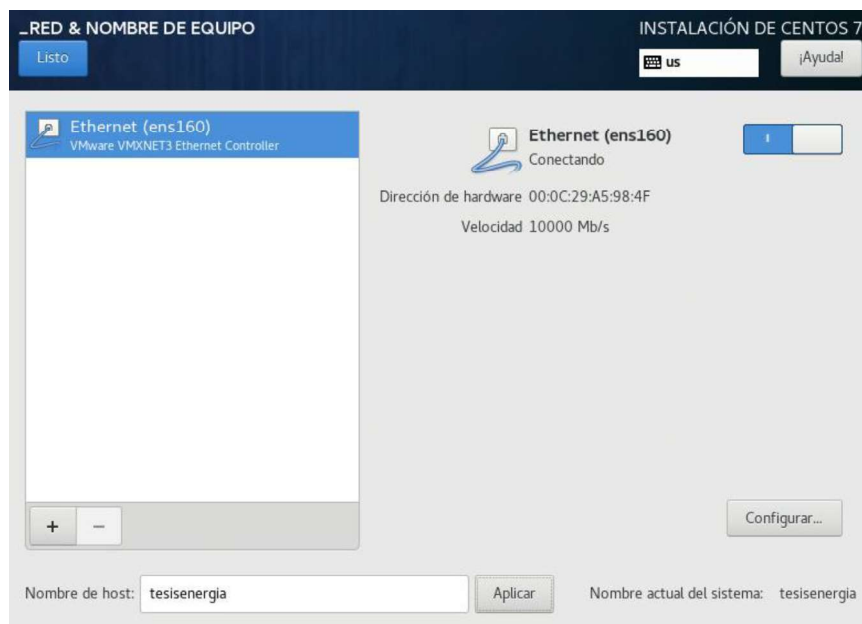 RED & NOMBRE DE EQUIPO
INSTALACIÓN DE CENTOS 7
Listo
us
¡Ayuda!
Ethernet (ens160)
VMware VMXNET3 Ethernet Controller
Ethernet (ens160)
Conectando
Dirección de hardware 00:0C:29:A5:98:4F
Velocidad 10000 Mb/s
+ −
Configurar...
Nombre de host: tesisenergia Aplicar Nombre actual del sistema: tesisenergia